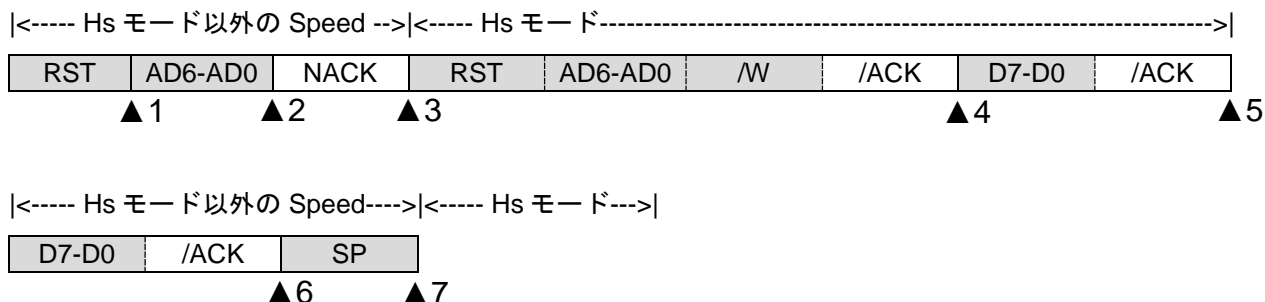 |<----- Hs モード以外の Speed -->|<----- Hs モード---------------------------------------------------------------------->|
RST AD6-AD0 NACK RST AD6-AD0 /W /ACK D7-D0 /ACK
▲1 ▲2 ▲3 ▲4 ▲5
|<----- Hs モード以外の Speed---->|<----- Hs モード--->|
D7-D0 /ACK SP
▲6 ▲7